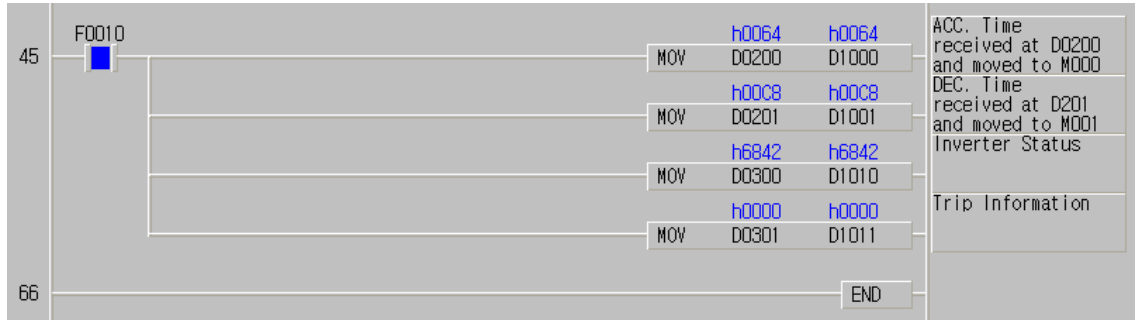 F0010
h0064 h0064
45
MOV D0200 D1000
ACC. Time
received at D0200
and moved to M000
h00C8 h00C8
MOV D0201 D1001
DEC. Time
received at D201
and moved to M001
h6842 h6842
MOV D0300 D1010
Inverter Status
h0000 h0000
MOV D0301 D1011
Trip Information
66
END